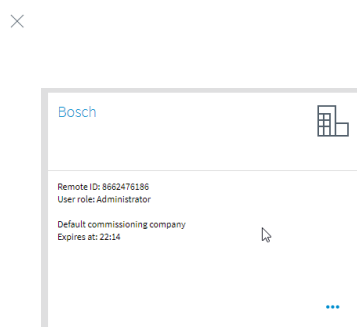 Bosch
Remote ID: 8662476186
User role: Administrator
Default commissioning company
Expires at: 22:14